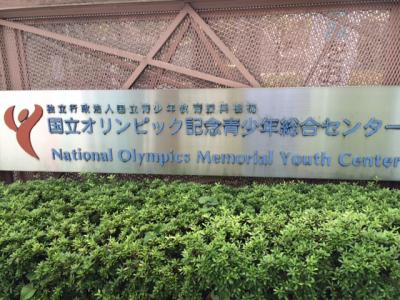 独立行政法人国立青少年教育振興機構
国立オリンピック記念青少年総合センター
National Olympics Memorial Youth Center